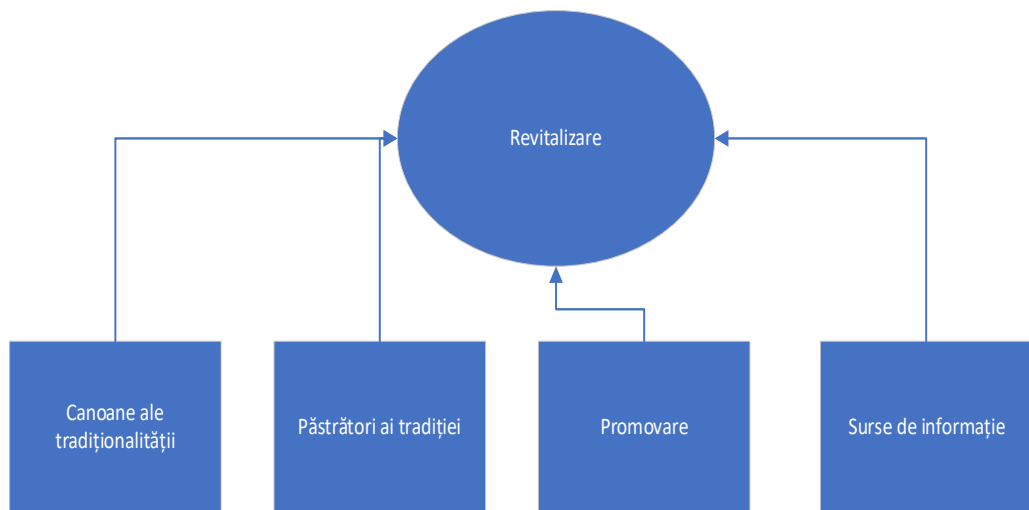 Revitalizare
Canoane ale
tradiționalității
Păstrători ai tradiției
Promovare
Surse de informație